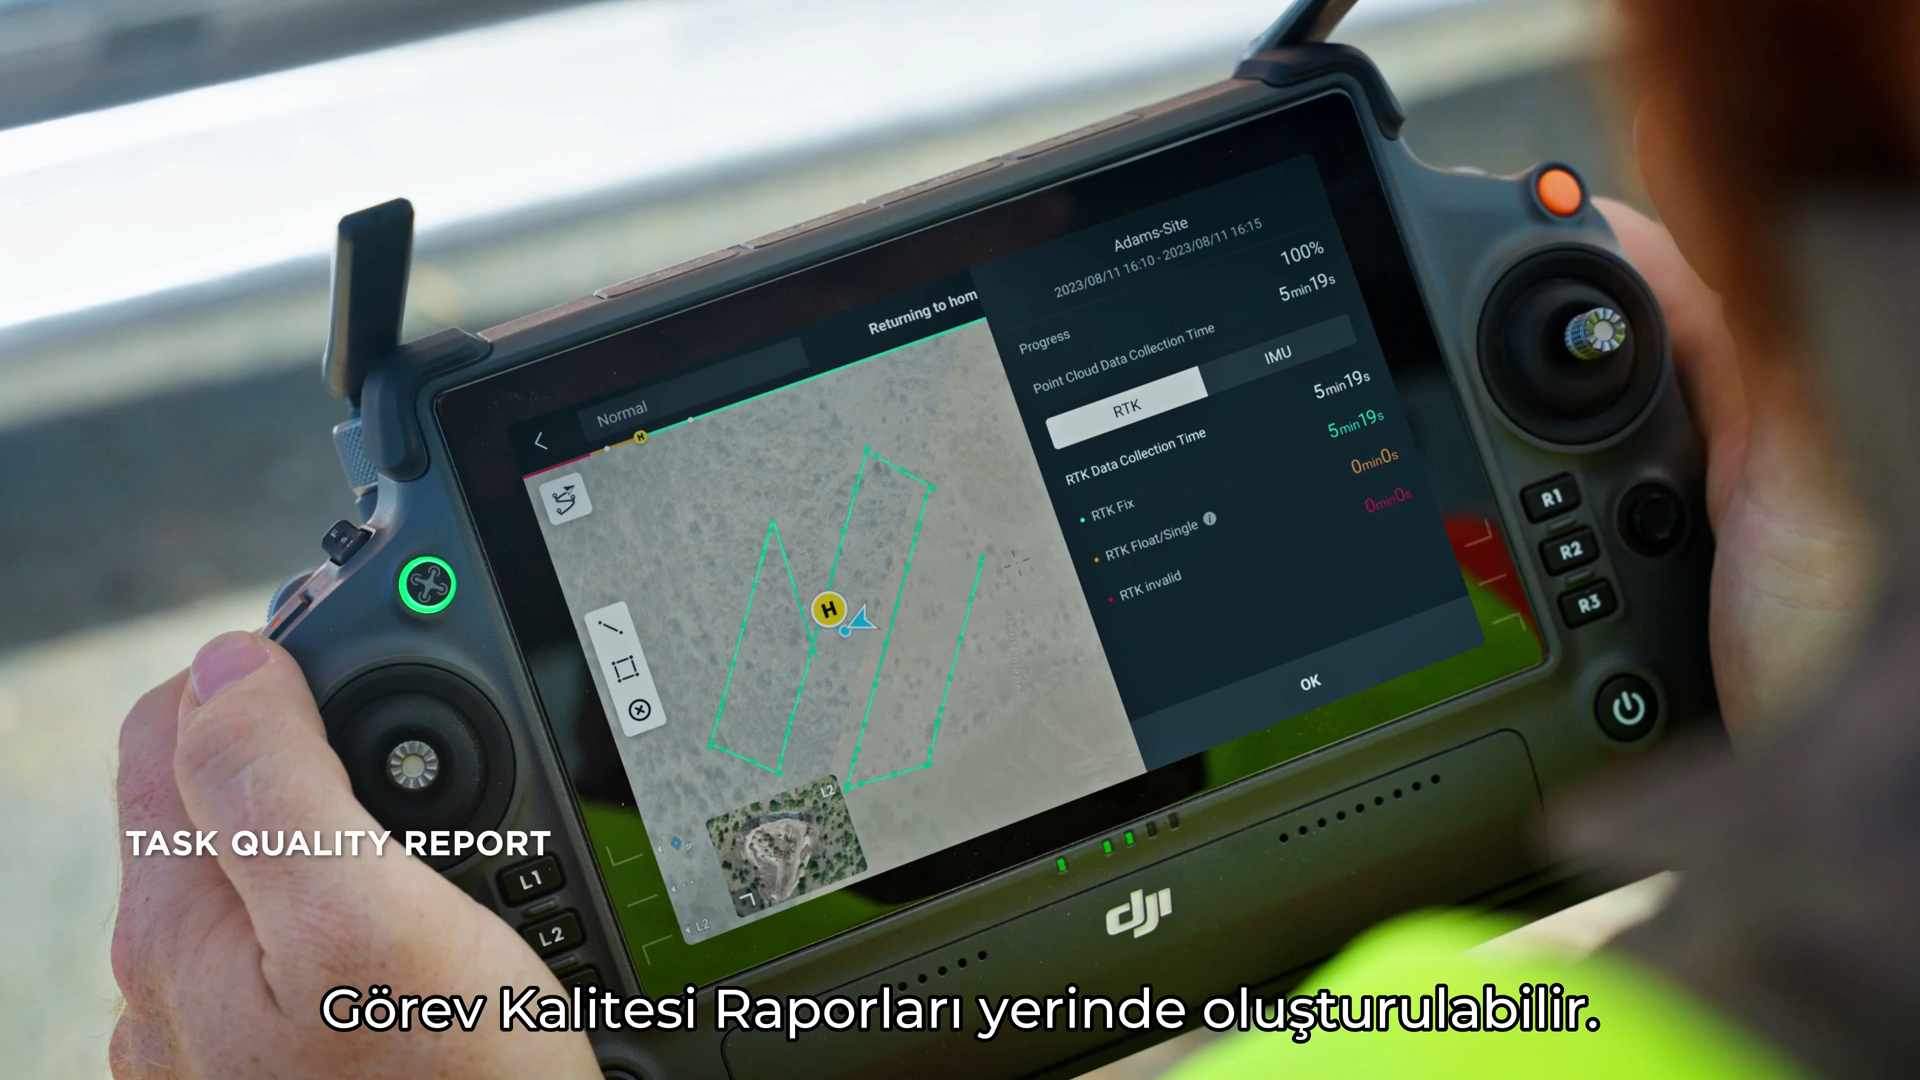 Adams-Site
2023/08/11 16:10 - 2023/08/11 16:15
Returning to hom
Normal
H
Progress 100%
Point Cloud Data Collection Time 5min19s
RTK IMU
RTK Data Collection Time 5min19s
RTK Fix 5min19s
RTK Float/Single 0min0s
RTK invalid 0min0s
OK
H
L2
L2
R1
R2
R3
L1
L2
dji
TASK QUALITY REPORT
Görev Kalitesi Raporları yerinde oluşturulabilir.